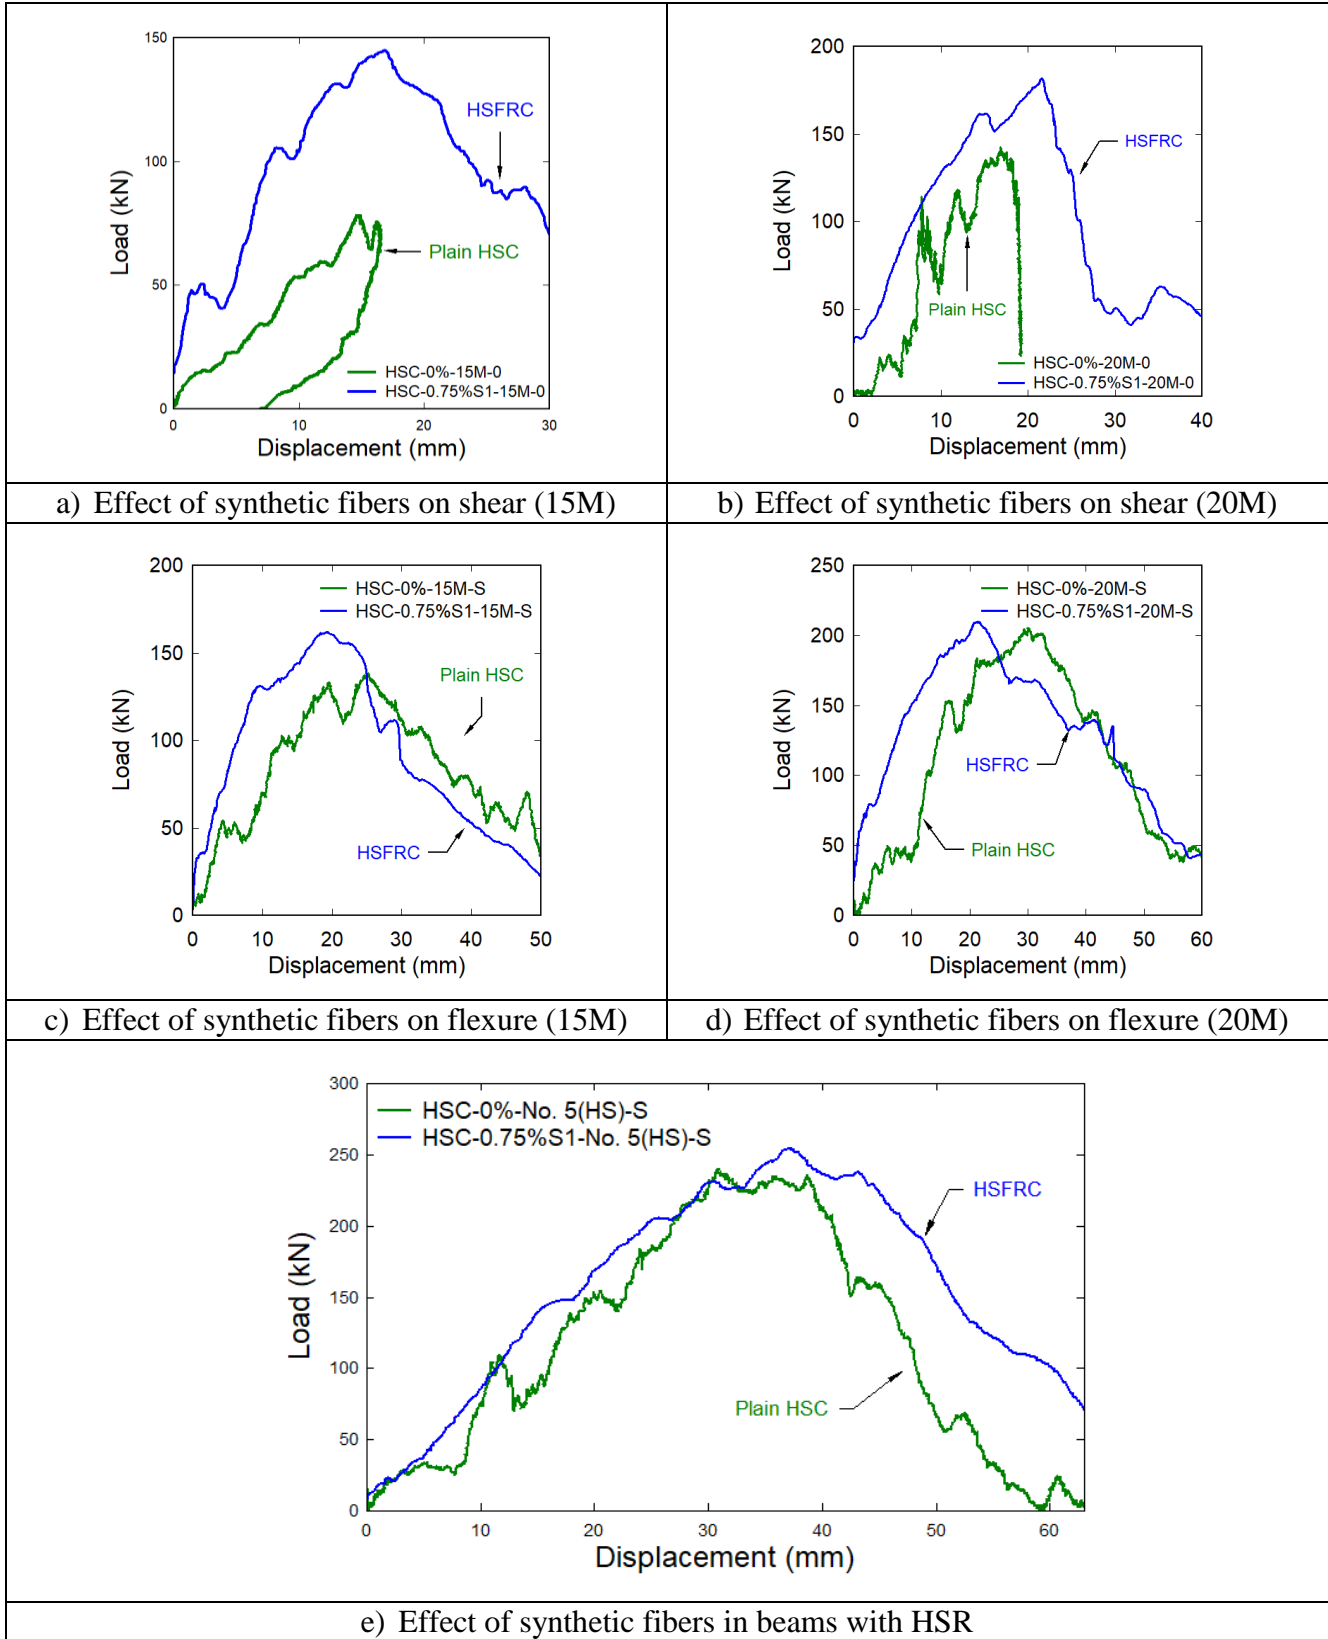 150
100
50
0
0
10
20
30
Load (kN)
Displacement (mm)
HSFRC
Plain HSC
HSC-0%-15M-0
HSC-0.75%S1-15M-0
a) Effect of synthetic fibers on shear (15M)
200
150
100
50
0
0
10
20
30
40
Load (kN)
Displacement (mm)
HSFRC
Plain HSC
HSC-0%-20M-0
HSC-0.75%S1-20M-0
b) Effect of synthetic fibers on shear (20M)
200
150
100
50
0
0
10
20
30
40
50
Load (kN)
Displacement (mm)
HSC-0%-15M-S
HSC-0.75%S1-15M-S
Plain HSC
HSFRC
c) Effect of synthetic fibers on flexure (15M)
250
200
150
100
50
0
0
10
20
30
40
50
60
Load (kN)
Displacement (mm)
HSC-0%-20M-S
HSC-0.75%S1-20M-S
HSFRC
Plain HSC
d) Effect of synthetic fibers on flexure (20M)
300
250
200
150
100
50
0
0
10
20
30
40
50
60
Load (kN)
Displacement (mm)
HSC-0%-No. 5(HS)-S
HSC-0.75%S1-No. 5(HS)-S
HSFRC
Plain HSC
e) Effect of synthetic fibers in beams with HSR